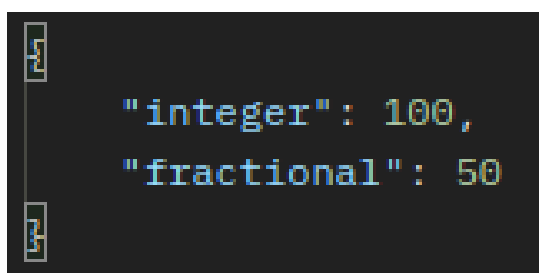 {
"integer": 100,
"fractional": 50
}